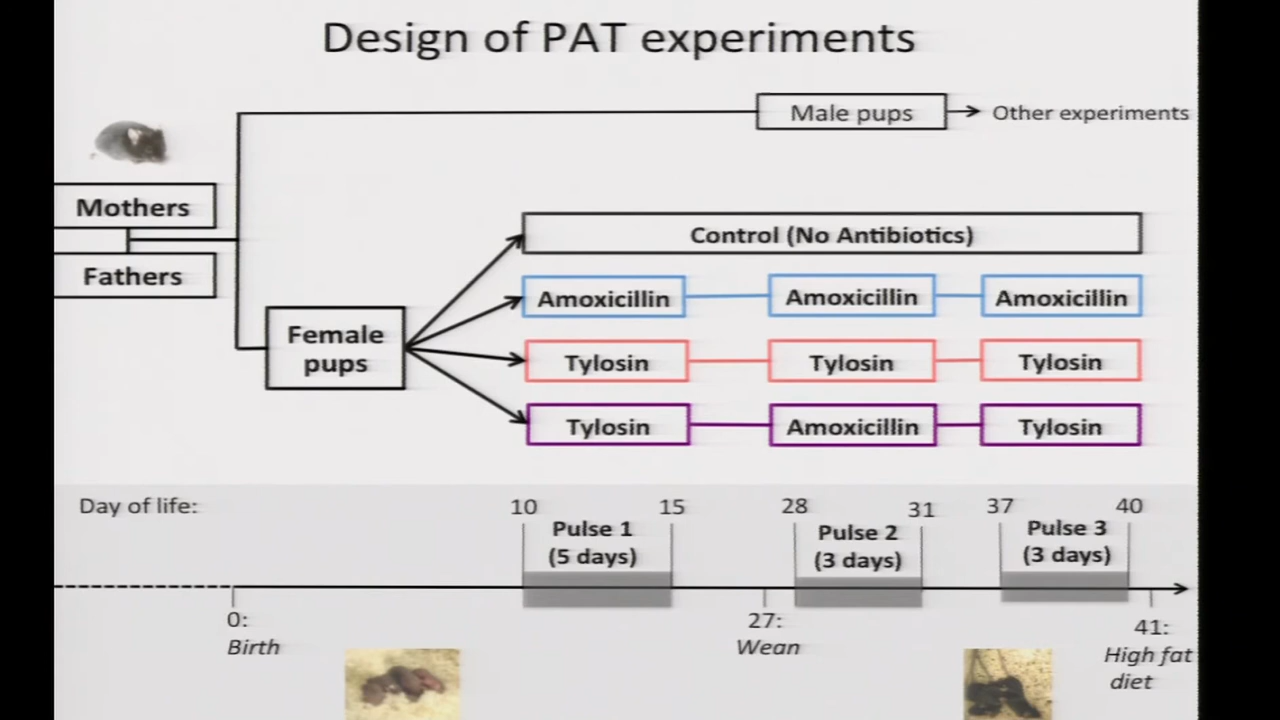 Design of PAT experiments
Male pups
Other experiments
Mothers
Fathers
Female
pups
Control (No Antibiotics)
Amoxicillin
Amoxicillin
Amoxicillin
Tylosin
Tylosin
Tylosin
Tylosin
Amoxicillin
Tylosin
Day of life:
10
15
28
31
37
40
Pulse 1
(5 days)
Pulse 2
(3 days)
Pulse 3
(3 days)
0:
Birth
27:
Wean
41:
High fat
diet